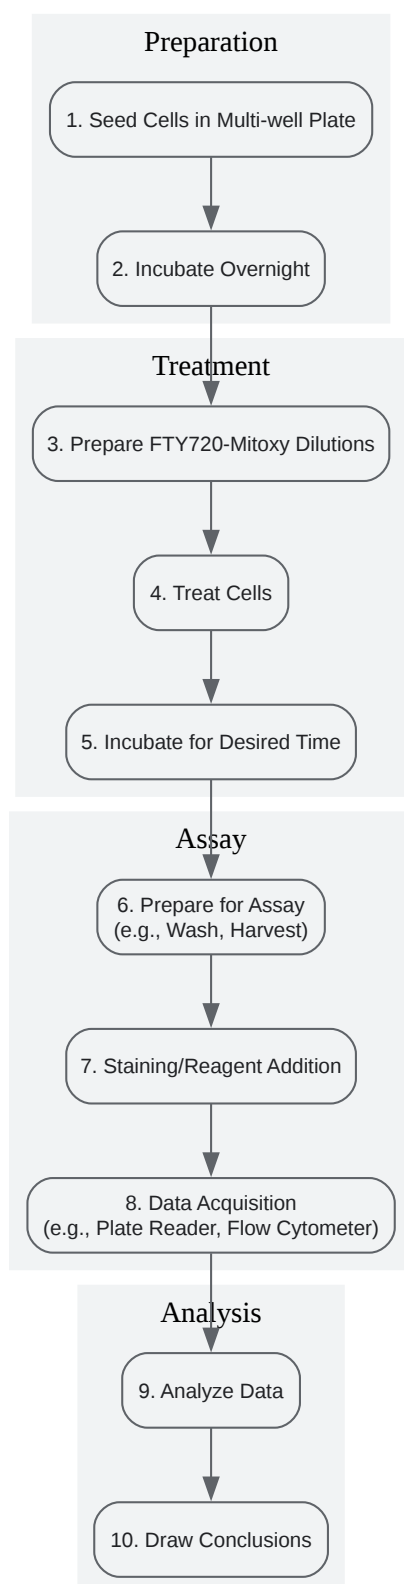 Preparation
1. Seed Cells in Multi-well Plate
2. Incubate Overnight
Treatment
3. Prepare FTY720-Mitoxy Dilutions
4. Treat Cells
5. Incubate for Desired Time
Assay
6. Prepare for Assay
(e.g., Wash, Harvest)
7. Staining/Reagent Addition
8. Data Acquisition
(e.g., Plate Reader, Flow Cytometer)
Analysis
9. Analyze Data
10. Draw Conclusions